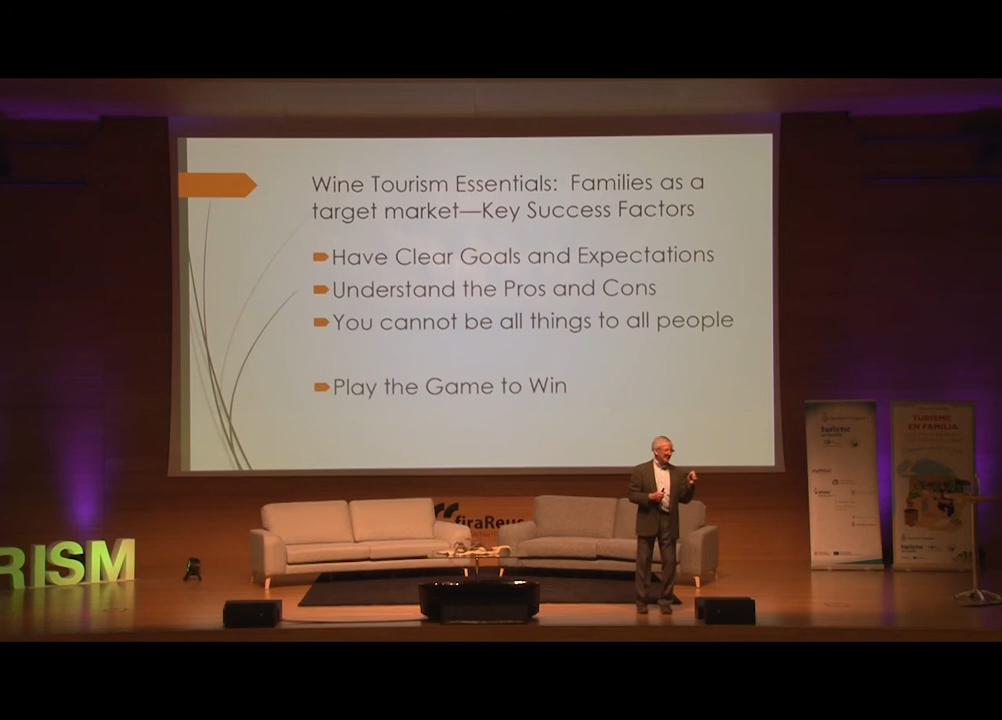 Wine Tourism Essentials: Families as a
target market—Key Success Factors
Have Clear Goals and Expectations
Understand the Pros and Cons
You cannot be all things to all people
Play the Game to Win
firaReus
RISM
turisme
TURISME
EN FAMÍLIA